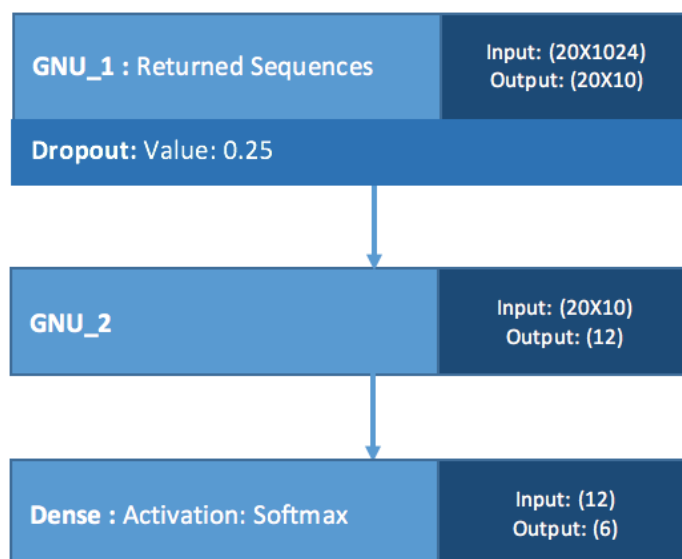 GNU_1 : Returned Sequences
Input: (20X1024)
Output: (20X10)
Dropout: Value: 0.25
GNU_2
Input: (20X10)
Output: (12)
Dense : Activation: Softmax
Input: (12)
Output: (6)